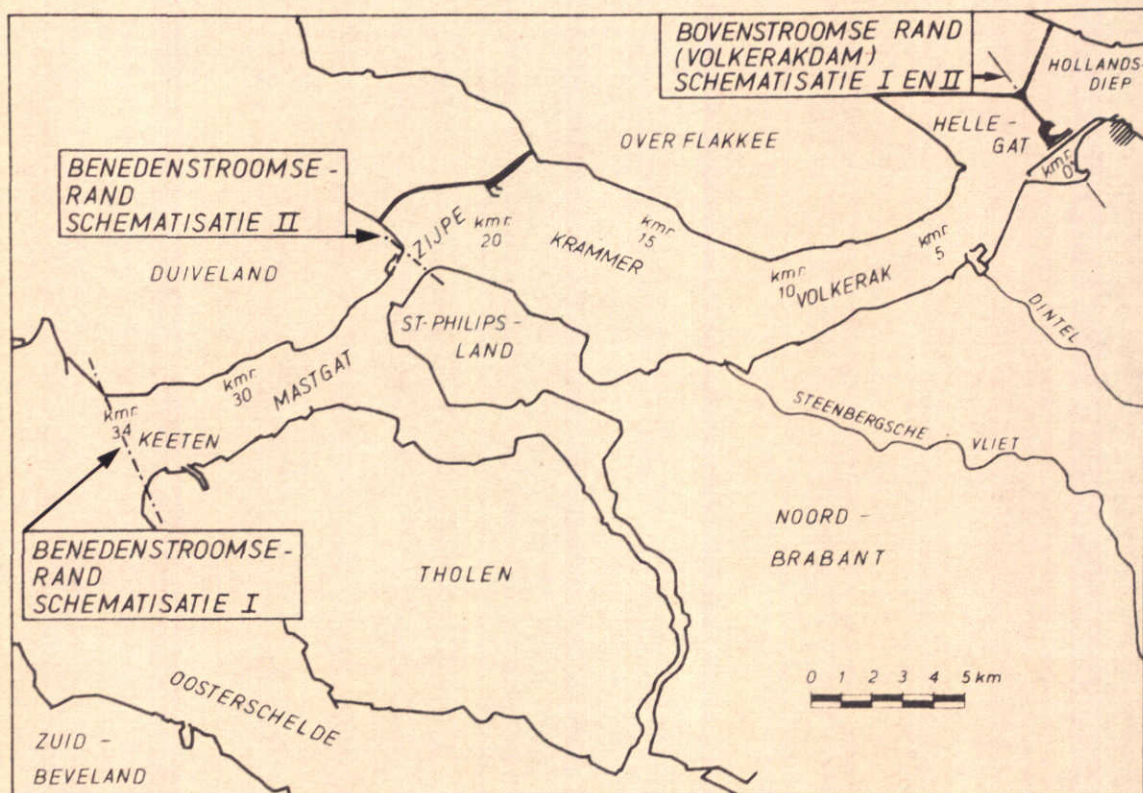 BOVENSTROOMSE RAND
(VOLKERAKDAM)
SCHEMATISATIE I EN II
HOLLANDS-
DIEP
HELLE-
GAT
OVER FLAKKEE
kmr.
0
BENEDENSTROOMSE-
RAND
SCHEMATISATIE II
ZIJPE
kmr.
20
KRAMMER
kmr.
15
kmr.
10
VOLKERAK
kmr.
5
DUIVELAND
ST-PHILIPS-
LAND
DINTEL
kmr.
30
MASTGAT
kmr.
34
KEETEN
STEENBERGSCHE VLIET
BENEDENSTROOMSE-
RAND
SCHEMATISATIE I
THOLEN
NOORD-
BRABANT
OOSTERSCHELDE
0 1 2 3 4 5 km
ZUID-
BEVELAND